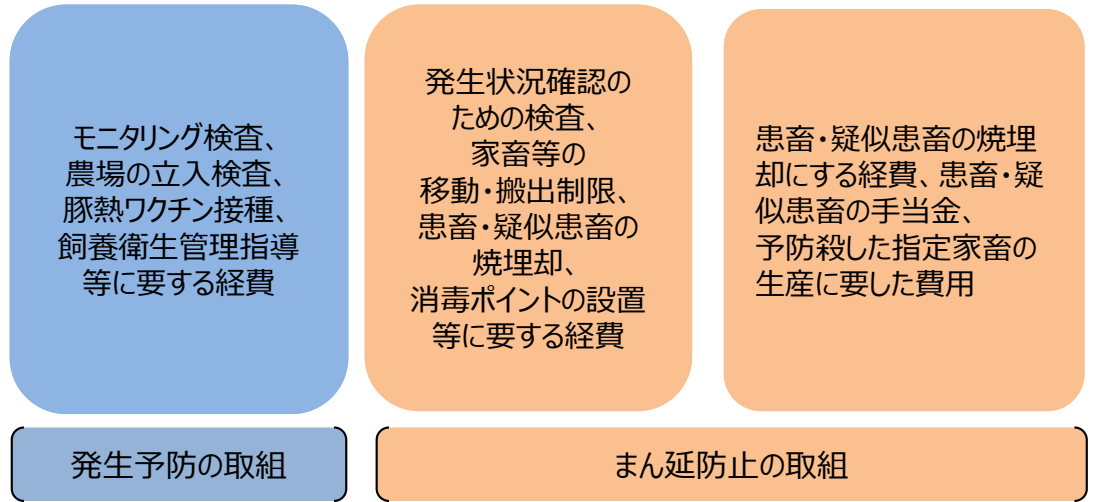 モニタリング検査、
農場の立入検査、
豚熱ワクチン接種、
飼養衛生管理指導
等に要する経費
発生状況確認の
ための検査、
家畜等の
移動・搬出制限、
患畜・疑似患畜の
焼埋却、
消毒ポイントの設置
等に要する経費
患畜・疑似患畜の焼埋
却にする経費、患畜・疑
似患畜の手当金、
予防殺した指定家畜の
生産に要した費用
発生予防の取組
まん延防止の取組